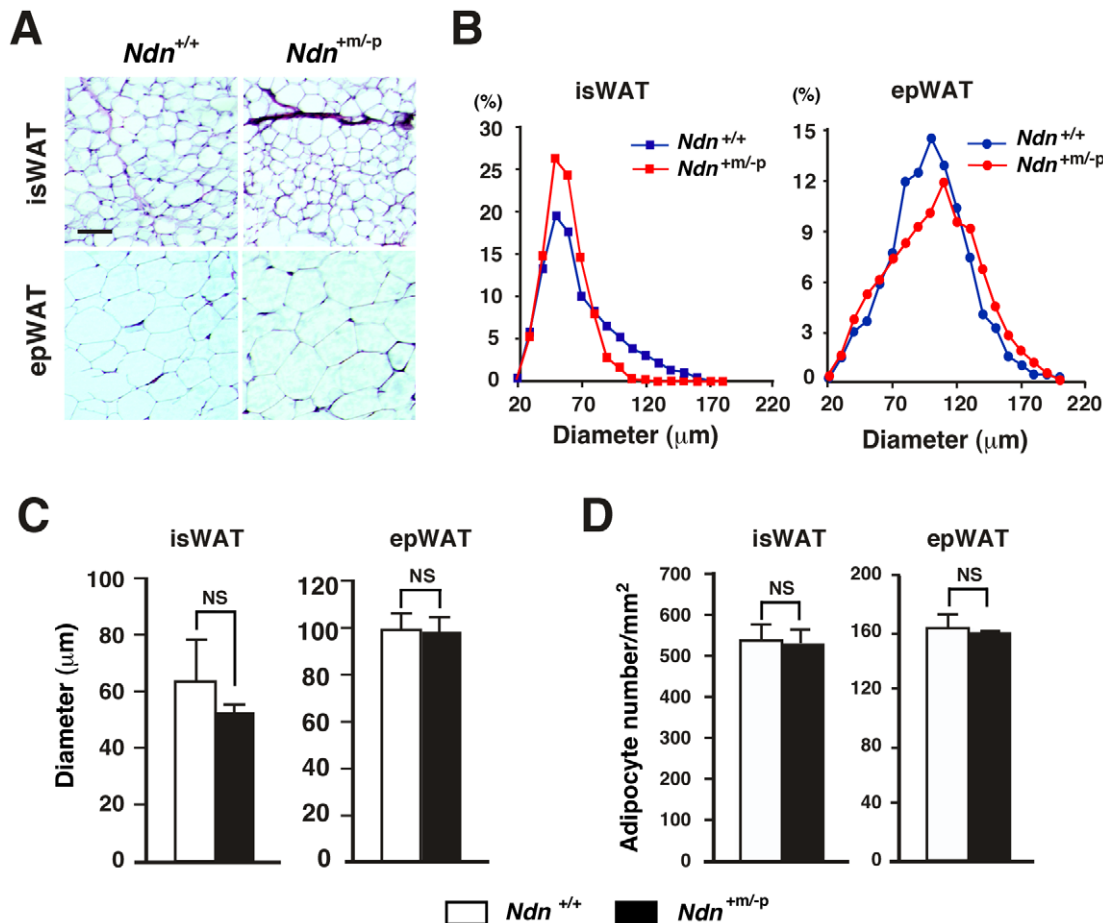 A
Ndn+/+
Ndn+m/-p
isWAT
epWAT
B
isWAT
(%)
30
25
20
15
10
5
0
20 70 120 170 220
Diameter (μm)
Ndn+/+
Ndn+m/-p
epWAT
(%)
15
12
9
6
3
0
20 70 120 170 220
Diameter (μm)
Ndn+/+
Ndn+m/-p
C
isWAT
Diameter (μm)
100
80
60
40
20
0
NS
epWAT
120
100
80
60
40
20
0
NS
D
isWAT
Adipocyte number/mm2
700
600
500
400
300
200
100
0
NS
epWAT
200
160
120
80
40
0
NS
Ndn+/+
Ndn+m/-p